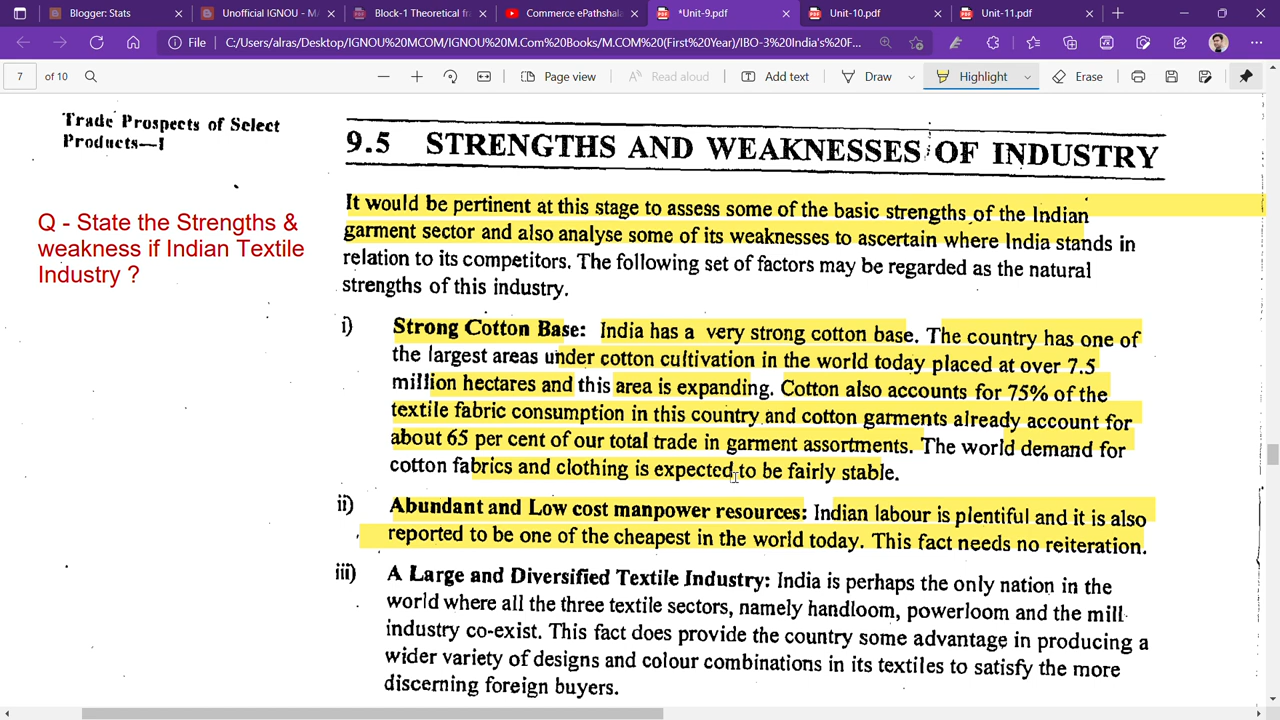 Blogger: Stats
Unofficial IGNOU - MA
Block-1 Theoretical fra
Commerce ePathshala
*Unit-9.pdf
Unit-10.pdf
Unit-11.pdf
File
C:/Users/alras/Desktop/IGNOU%20MCOM/IGNOU%20M.Com%20Books/M.COM%20(First%20Year)/IBO-3%20India's%20F...
7 of 10
Page view
Read aloud
Add text
Draw
Highlight
Erase
Trade Prospects of Select
Products—I
Q - State the Strengths &
weakness if Indian Textile
Industry ?
9.5 STRENGTHS AND WEAKNESSES OF INDUSTRY
It would be pertinent at this stage to assess some of the basic strengths of the Indian
garment sector and also analyse some of its weaknesses to ascertain where India stands in
relation to its competitors. The following set of factors may be regarded as the natural
strengths of this industry.
i) Strong Cotton Base: India has a very strong cotton base. The country has one of
the largest areas under cotton cultivation in the world today placed at over 7.5
million hectares and this area is expanding. Cotton also accounts for 75% of the
textile fabric consumption in this country and cotton garments already account for
about 65 per cent of our total trade in garment assortments. The world demand for
cotton fabrics and clothing is expected to be fairly stable.
ii) Abundant and Low cost manpower resources: Indian labour is plentiful and it is also
reported to be one of the cheapest in the world today. This fact needs no reiteration.
iii) A Large and Diversified Textile Industry: India is perhaps the only nation in the
world where all the three textile sectors, namely handloom, powerloom and the mill
industry co-exist. This fact does provide the country some advantage in producing a
wider variety of designs and colour combinations in its textiles to satisfy the more
discerning foreign buyers.